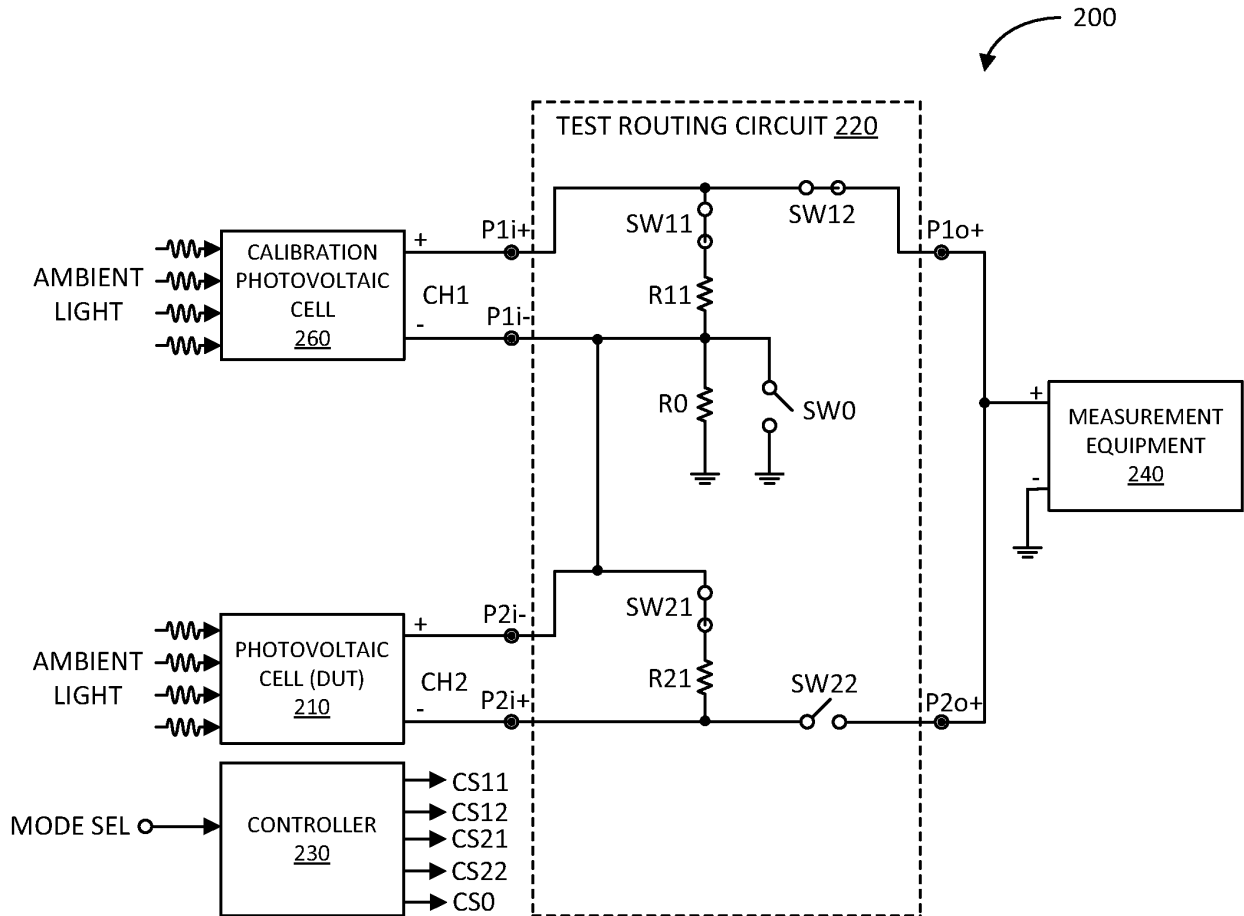 200
TEST ROUTING CIRCUIT 220
SW12
SW11
P1i+
P1o+
+
CALIBRATION
PHOTOVOLTAIC
CELL
260
AMBIENT
LIGHT
CH1
R11
-
P1i-
R0
SW0
+
MEASUREMENT
EQUIPMENT
240
-
P2i-
SW21
+
PHOTOVOLTAIC
CELL (DUT)
210
AMBIENT
LIGHT
CH2
R21
SW22
-
P2i+
P2o+
MODE SEL
CONTROLLER
230
CS11
CS12
CS21
CS22
CS0